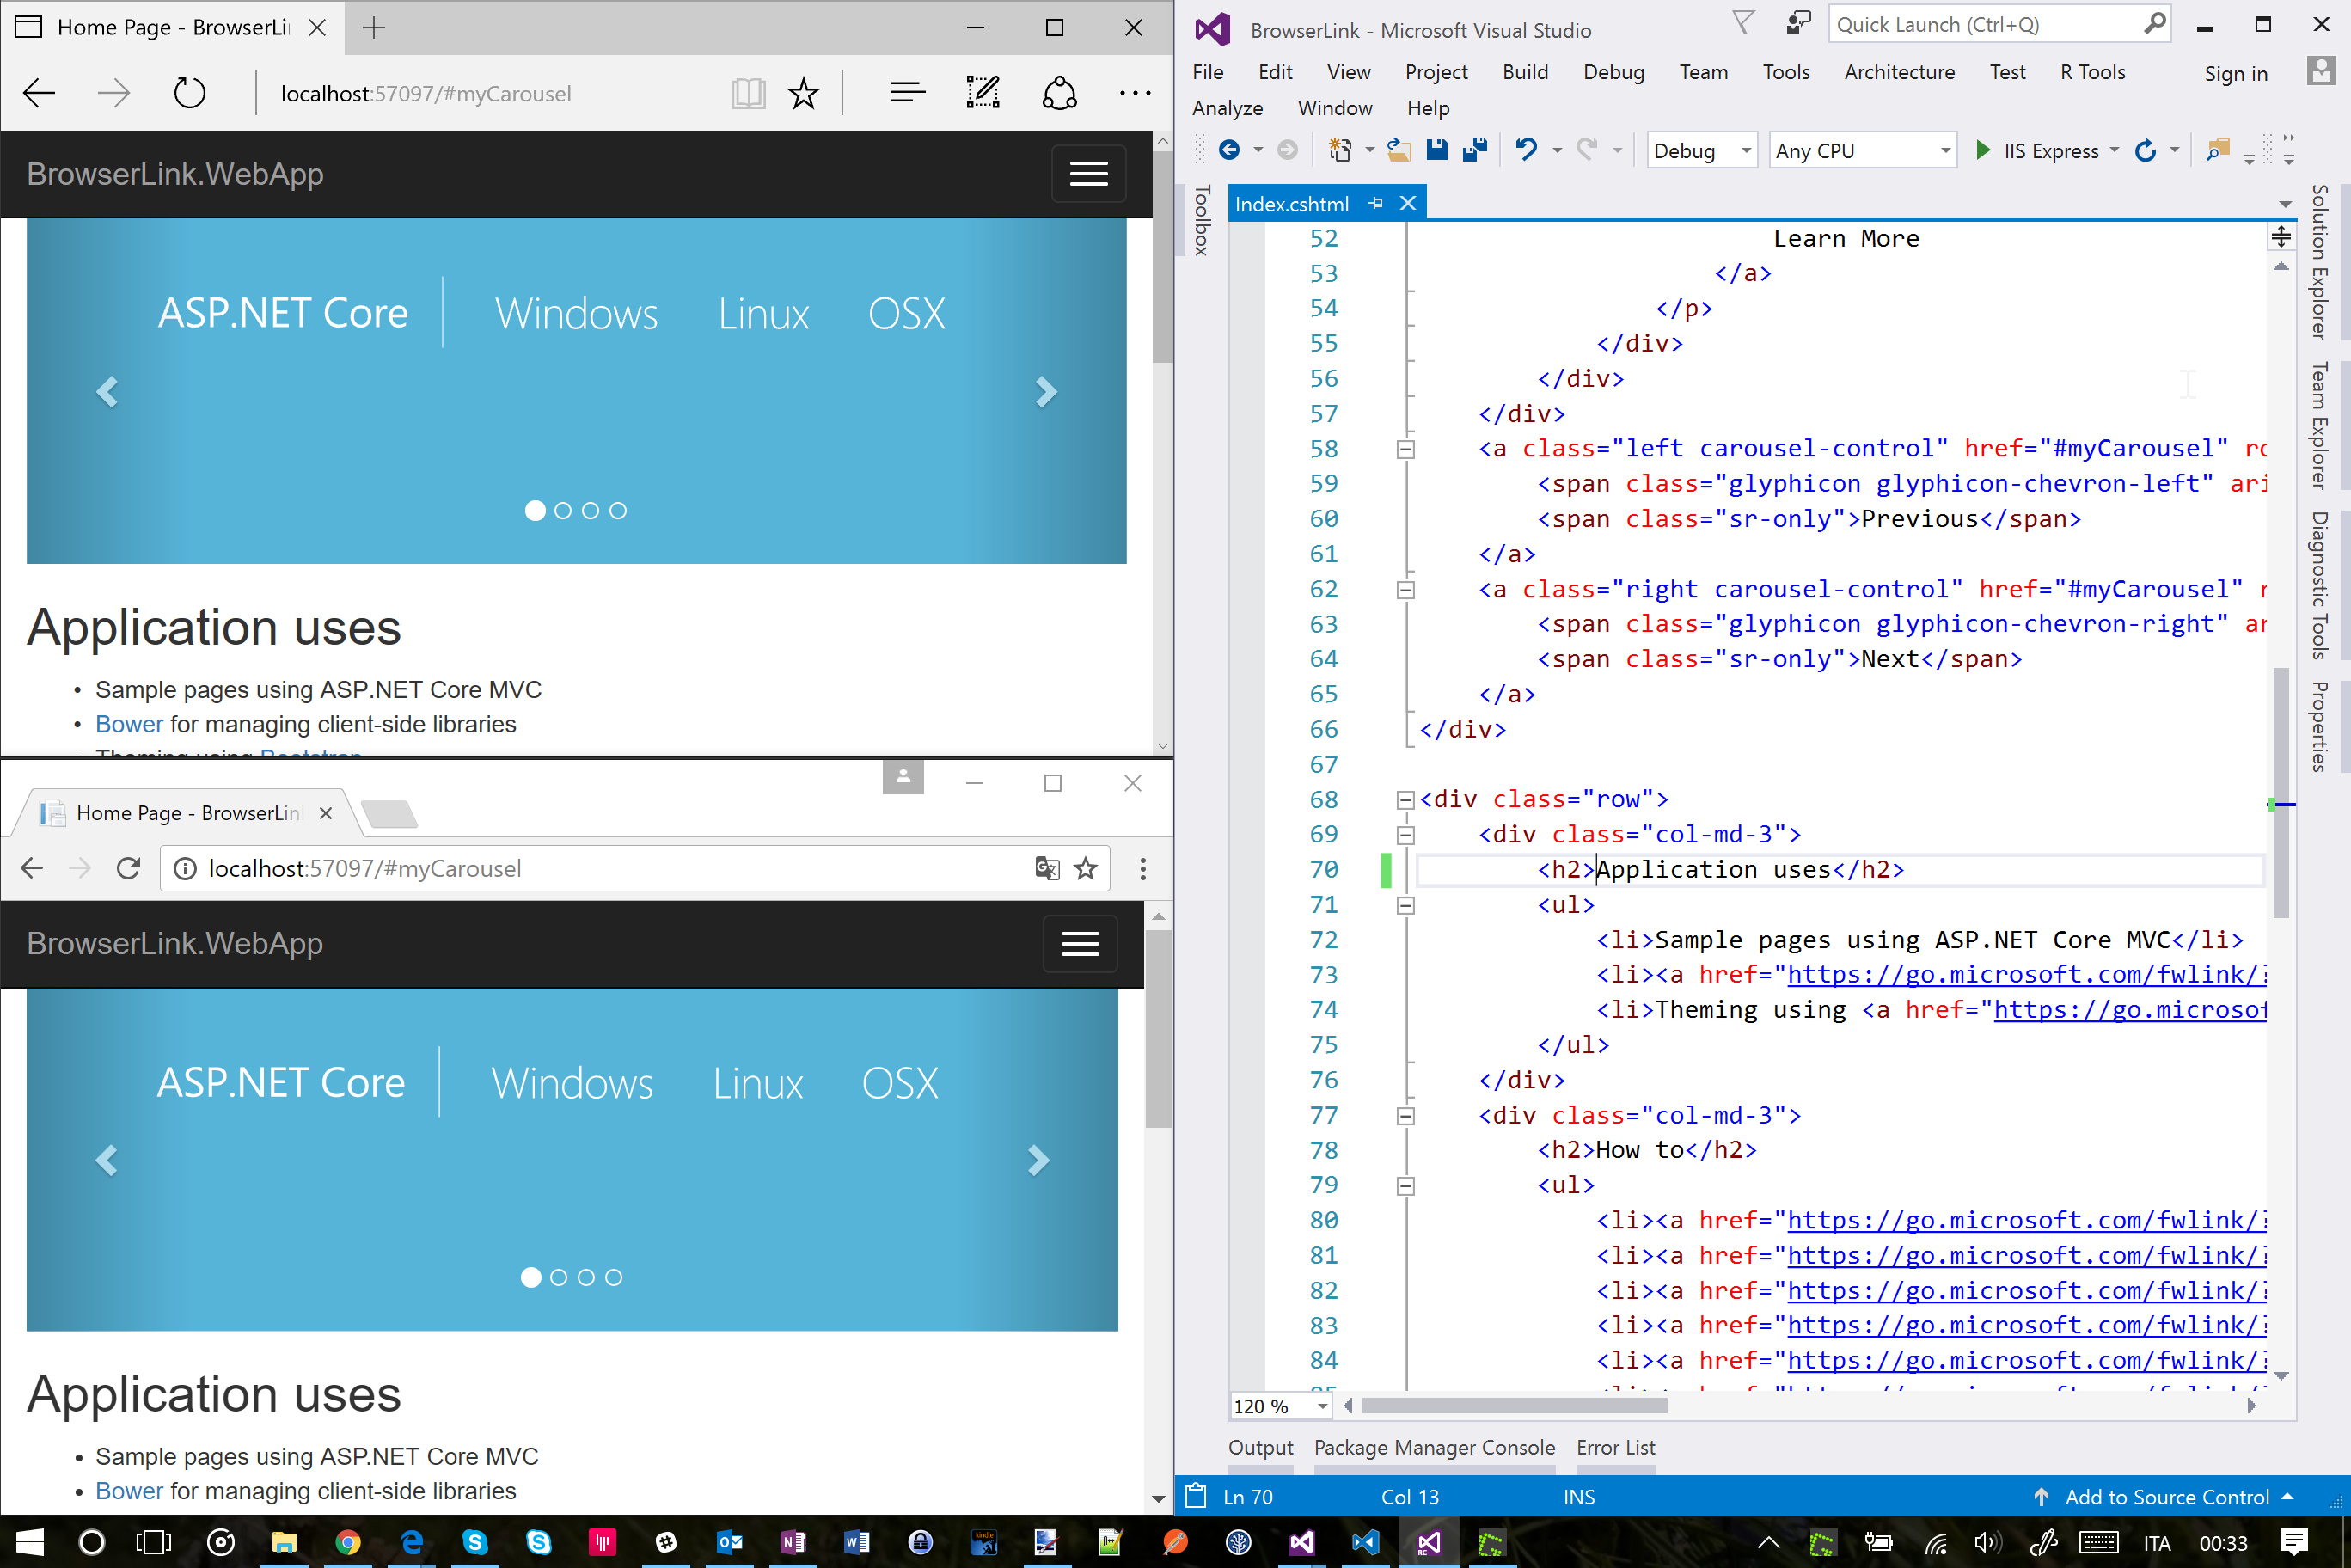 Home Page - BrowserLi
localhost:57097/#myCarousel
BrowserLink.WebApp
ASP.NET Core Windows Linux OSX
Application uses
Sample pages using ASP.NET Core MVC
Bower for managing client-side libraries
Theming using Bootstrap
Home Page - BrowserLin
localhost:57097/#myCarousel
BrowserLink.WebApp
ASP.NET Core Windows Linux OSX
Application uses
Sample pages using ASP.NET Core MVC
Bower for managing client-side libraries
BrowserLink - Microsoft Visual Studio
Quick Launch (Ctrl+Q)
File Edit View Project Build Debug Team Tools Architecture Test R Tools Sign in
Analyze Window Help
Debug Any CPU IIS Express
Toolbox
Index.cshtml
52 Learn More
53 </a>
54 </p>
55 </div>
56 </div>
57 </div>
58 <a class="left carousel-control" href="#myCarousel" ro
59 <span class="glyphicon glyphicon-chevron-left" ari
60 <span class="sr-only">Previous</span>
61 </a>
62 <a class="right carousel-control" href="#myCarousel" r
63 <span class="glyphicon glyphicon-chevron-right" ar
64 <span class="sr-only">Next</span>
65 </a>
66 </div>
67
68 <div class="row">
69 <div class="col-md-3">
70 <h2>Application uses</h2>
71 <ul>
72 <li>Sample pages using ASP.NET Core MVC</li>
73 <li><a href="https://go.microsoft.com/fwlink/?
74 <li>Theming using <a href="https://go.microsof
75 </ul>
76 </div>
77 <div class="col-md-3">
78 <h2>How to</h2>
79 <ul>
80 <li><a href="https://go.microsoft.com/fwlink/?
81 <li><a href="https://go.microsoft.com/fwlink/?
82 <li><a href="https://go.microsoft.com/fwlink/?
83 <li><a href="https://go.microsoft.com/fwlink/?
84 <li><a href="https://go.microsoft.com/fwlink/?
Solution Explorer
Team Explorer
Diagnostic Tools
Properties
120 %
Output Package Manager Console Error List
Ln 70 Col 13 INS Add to Source Control
ITA 00:33